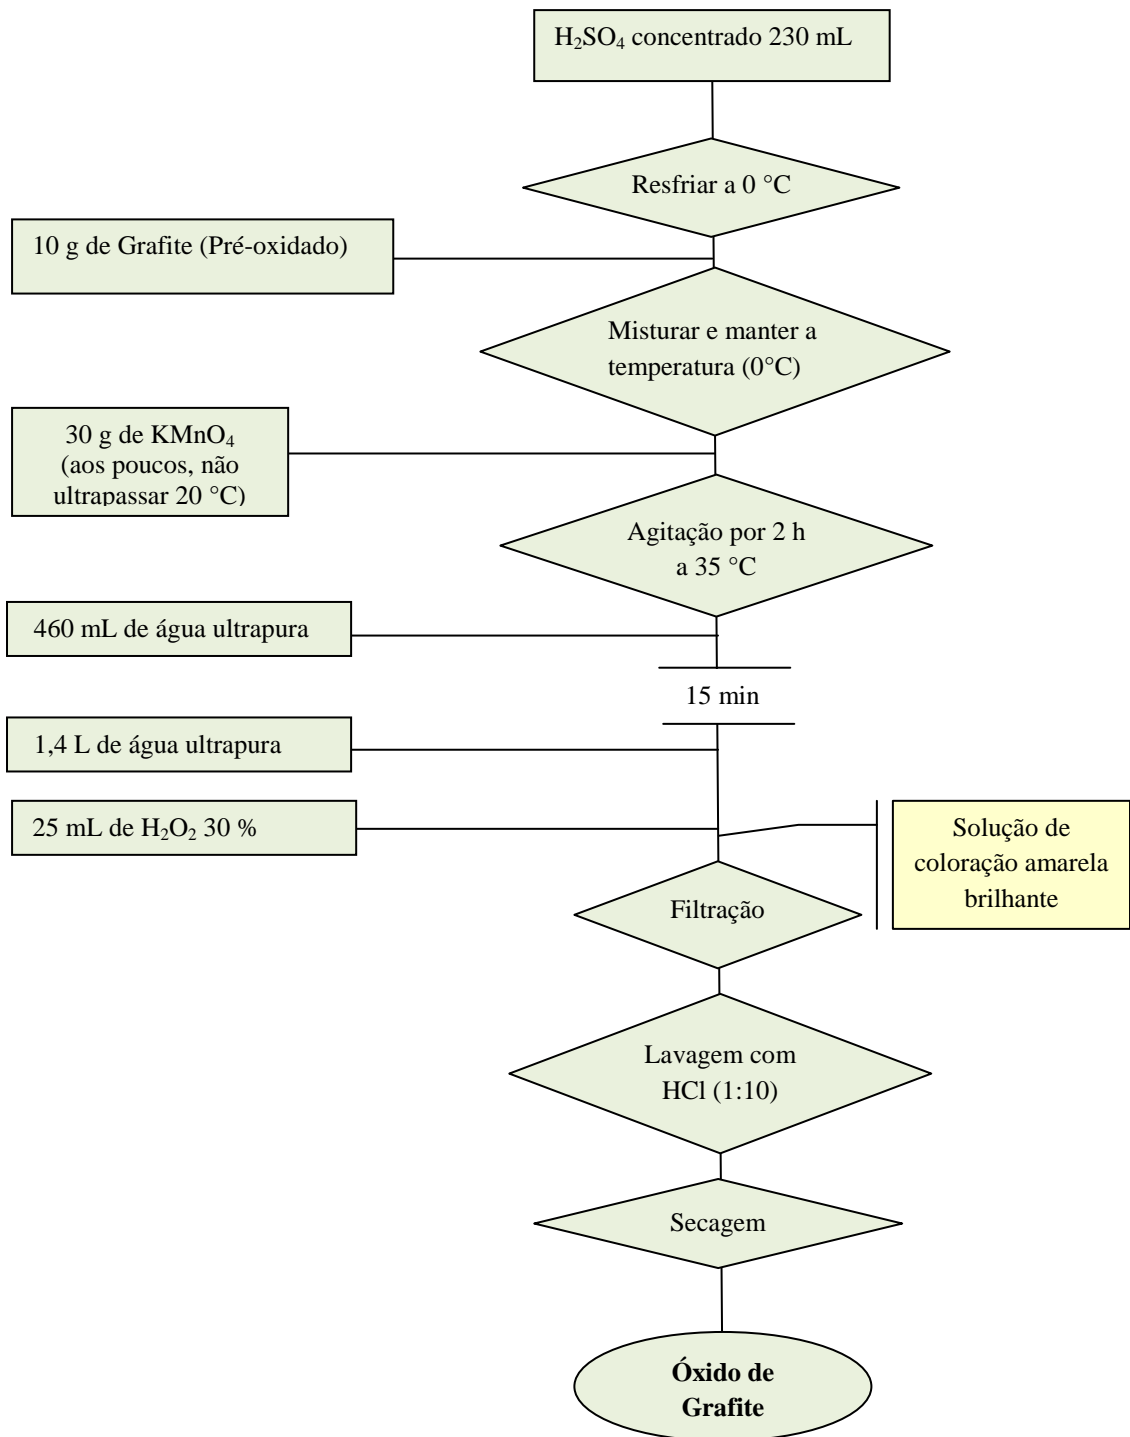 H₂SO₄ concentrado 230 mL
Resfriar a 0 °C
10 g de Grafite (Pré-oxidado)
Misturar e manter a
temperatura (0°C)
30 g de KMnO₄
(aos poucos, não
ultrapassar 20 °C)
Agitação por 2 h
a 35 °C
460 mL de água ultrapura
15 min
1,4 L de água ultrapura
25 mL de H₂O₂ 30 %
Solução de
coloração amarela
brilhante
Filtração
Lavagem com
HCl (1:10)
Secagem
Óxido de
Grafite